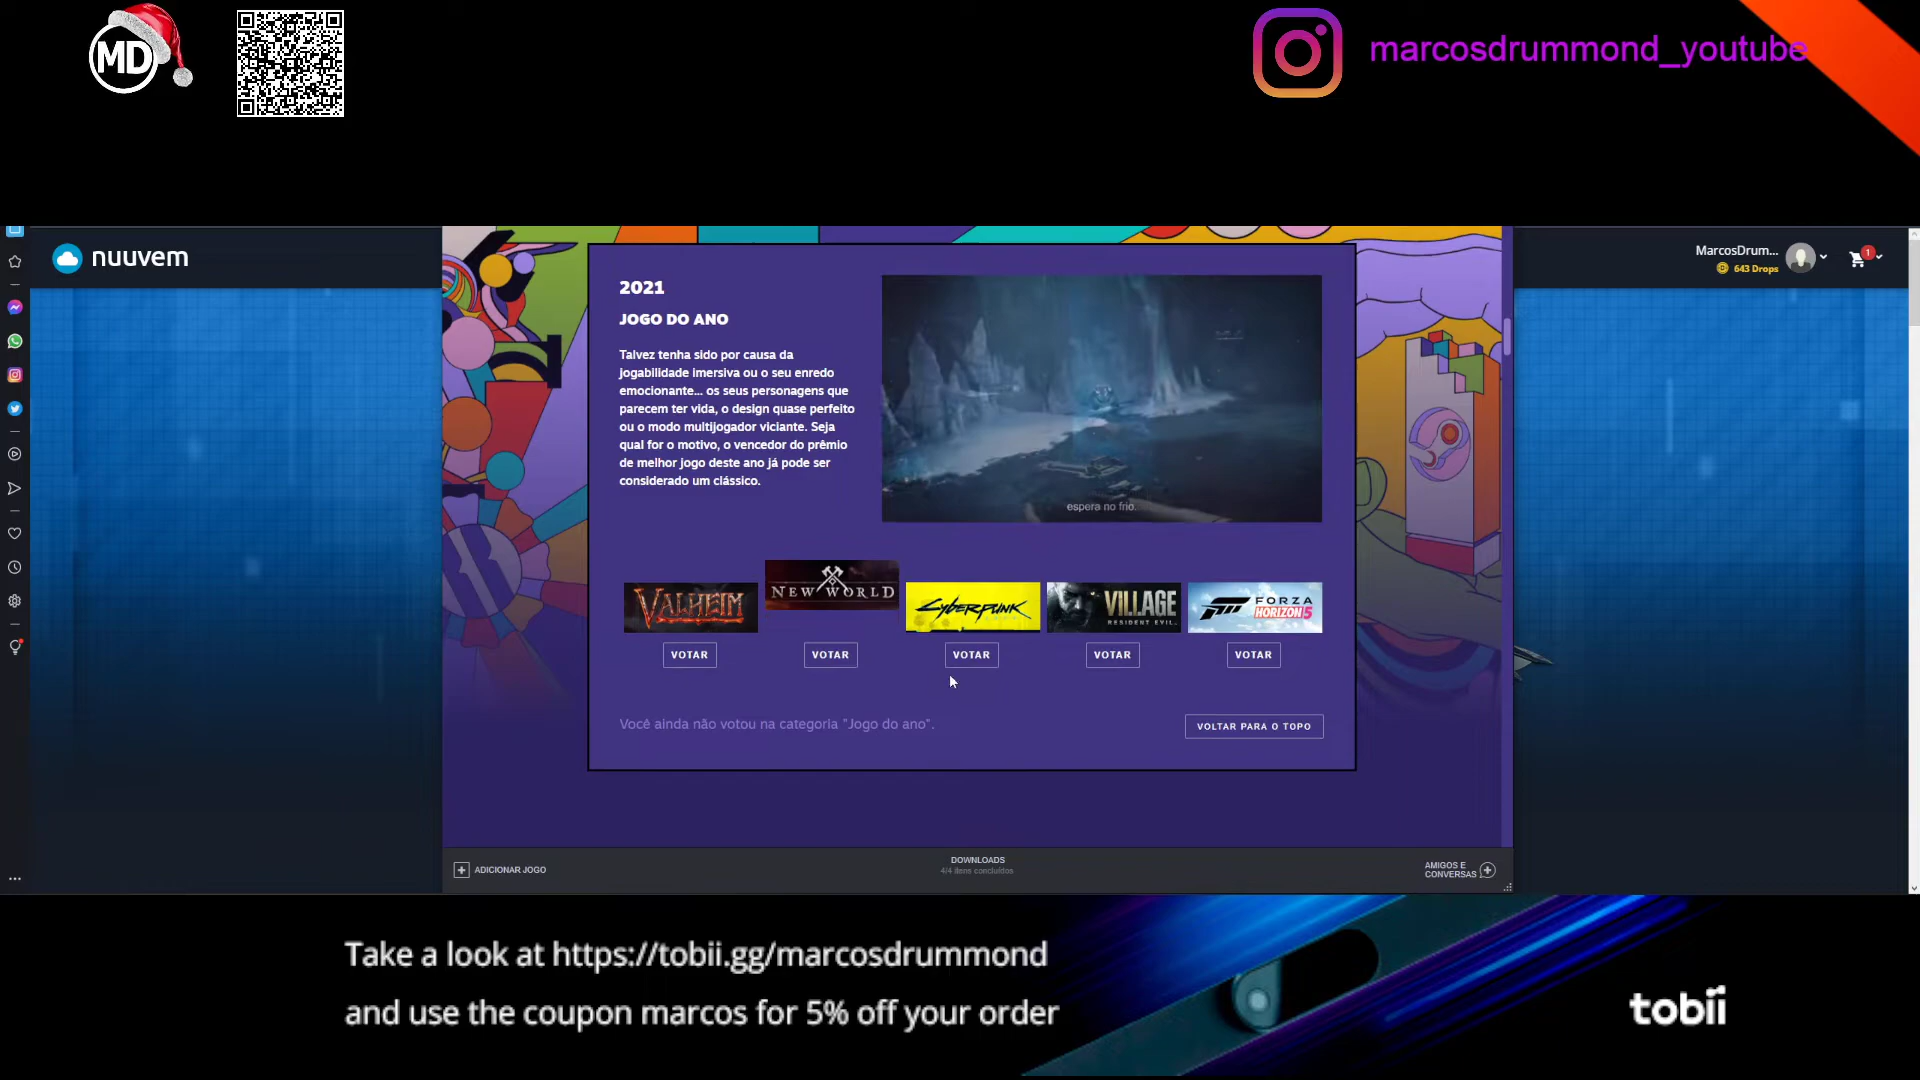 MD
marcosdrummond_youtube
nuuvem
MarcosDrum...
643 Drops
1
2021
JOGO DO ANO
Talvez tenha sido por causa da
jogabilidade imersiva ou o seu enredo
emocionante... os seus personagens que
parecem ter vida, o design quase perfeito
ou o modo multijogador viciante. Seja
qual for o motivo, o vencedor do prêmio
de melhor jogo deste ano já pode ser
considerado um clássico.
espera no frio.
VALHEIM
NEW WORLD
Cyberpunk
VILLAGE
RESIDENT EVIL.
FORZA
HORIZON 5
VOTAR
VOTAR
VOTAR
VOTAR
VOTAR
Você ainda não votou na categoria "Jogo do ano".
VOLTAR PARA O TOPO
ADICIONAR JOGO
DOWNLOADS
4/4 itens concluídos
AMIGOS E
CONVERSAS
Take a look at https://tobii.gg/marcosdrummond
and use the coupon marcos for 5% off your order
tobii